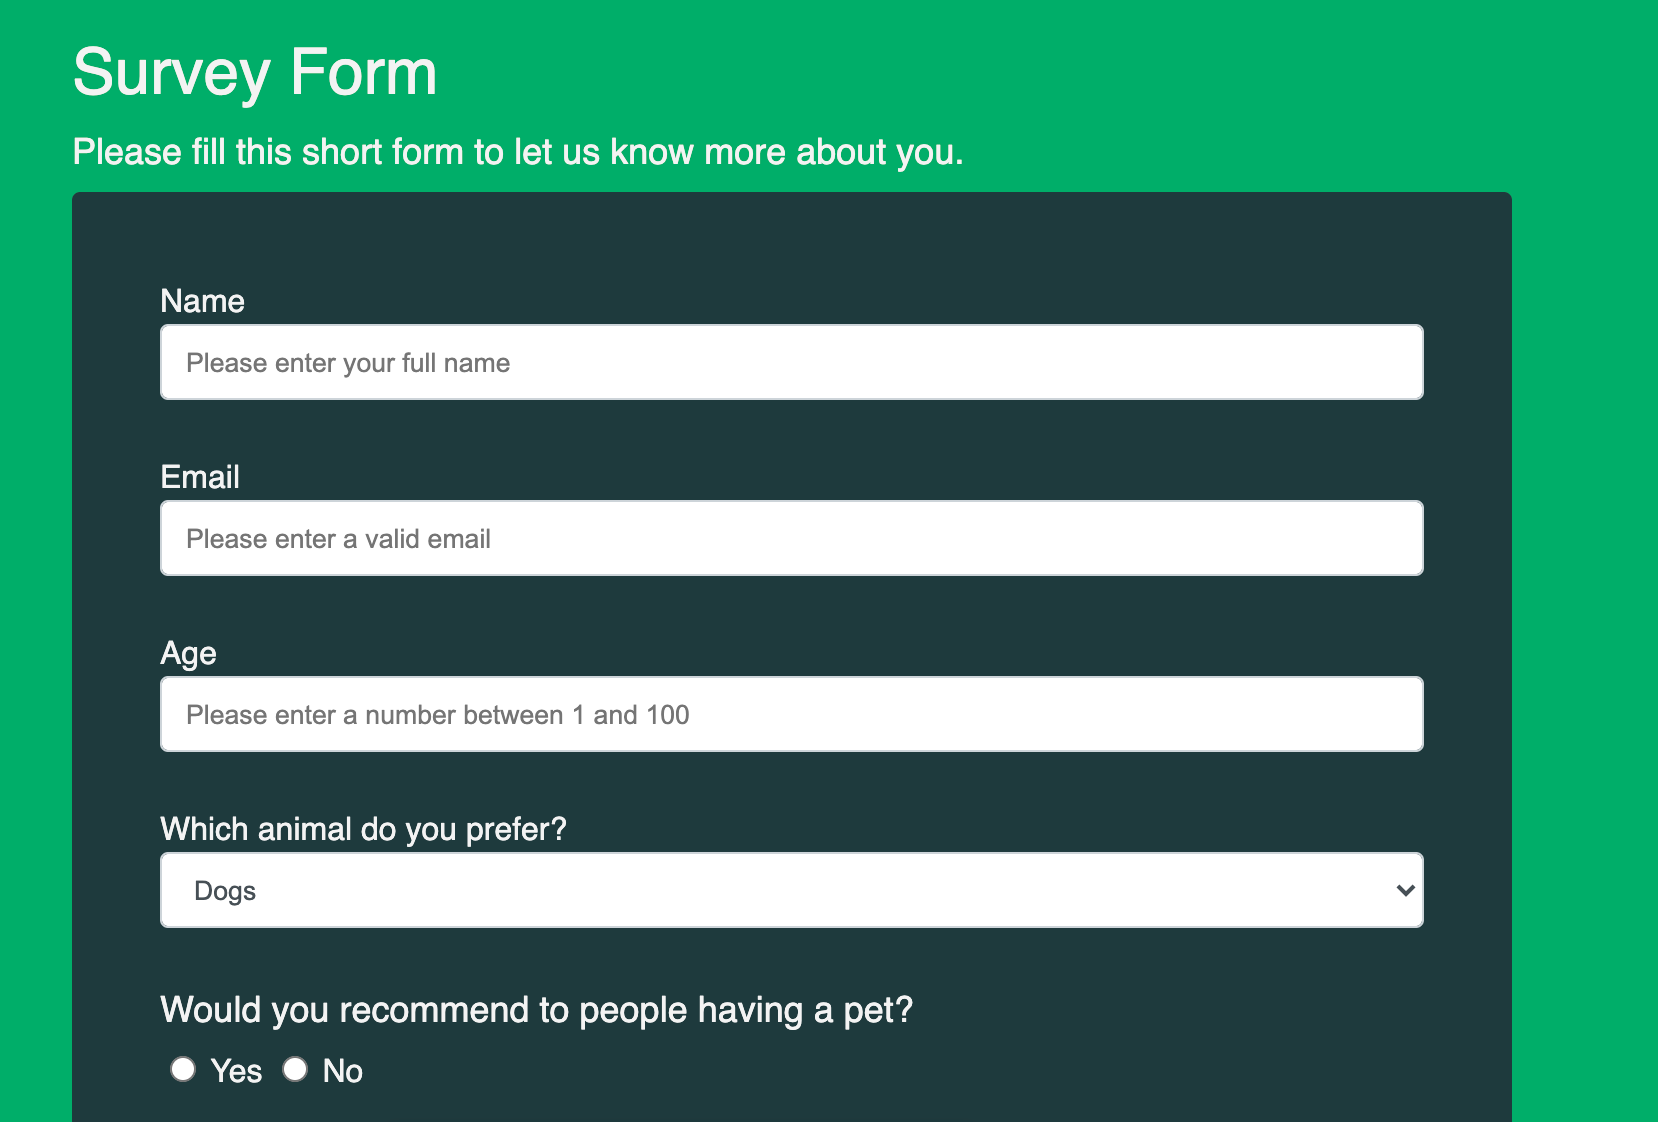 Survey Form
Please fill this short form to let us know more about you.
Name
Please enter your full name
Email
Please enter a valid email
Age
Please enter a number between 1 and 100
Which animal do you prefer?
Dogs
Would you recommend to people having a pet?
Yes No